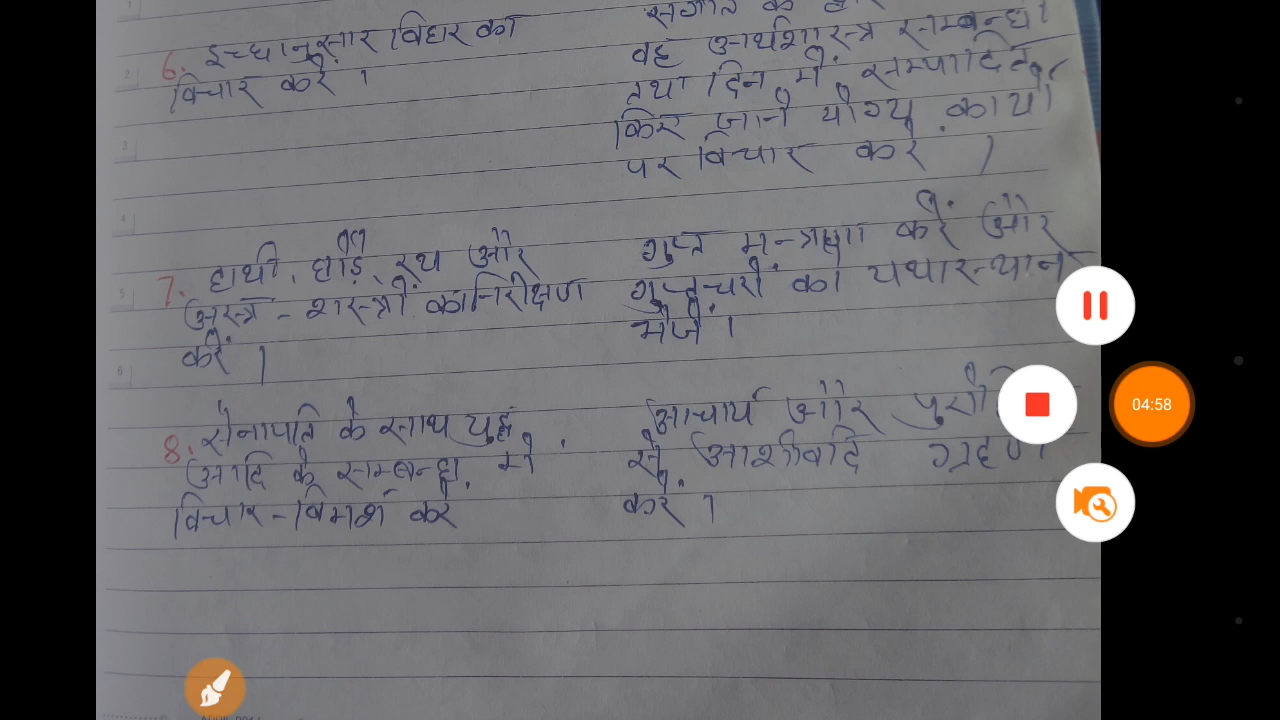 6. इच्छानुसार विहार का
विचार करें ।
वह अर्थशास्त्र सम्बन्धी
तथा दिन में सम्पादित
किए जाने योग्य कार्यों
पर विचार करें ।
7. हाथी, घोड़े, रथ और
अस्त्र - शस्त्रों का निरीक्षण
करें ।
गुप्त मन्त्रणा करें और
गुप्तचरों को यथास्थान
भेजें ।
8. सेनापति के साथ युद्ध
आदि के सम्बन्ध में
विचार - विमर्श करे
आचार्य और
से आशीर्वाद ग्रहण
करें ।
04:58